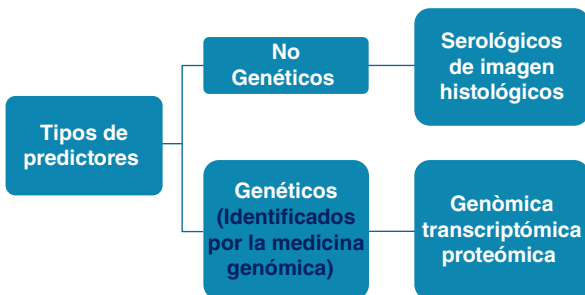 Tipos de
predictores
No
Genéticos
Serológicos
de imagen
histológicos
Genéticos
(Identificados
por la medicina
genómica)
Genòmica
transcriptómica
proteómica